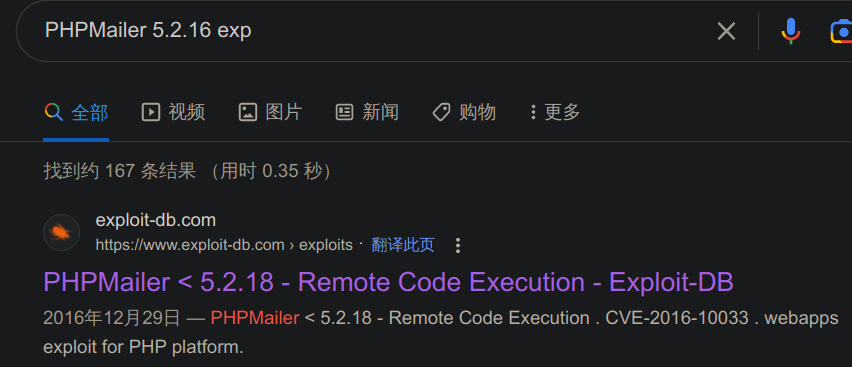 PHPMailer 5.2.16 exp
全部 视频 图片 新闻 购物 更多
找到约 167 条结果 （用时 0.35 秒）
exploit-db.com
https://www.exploit-db.com › exploits · 翻译此页
PHPMailer < 5.2.18 - Remote Code Execution - Exploit-DB
2016年12月29日 — PHPMailer < 5.2.18 - Remote Code Execution . CVE-2016-10033 . webapps
exploit for PHP platform.